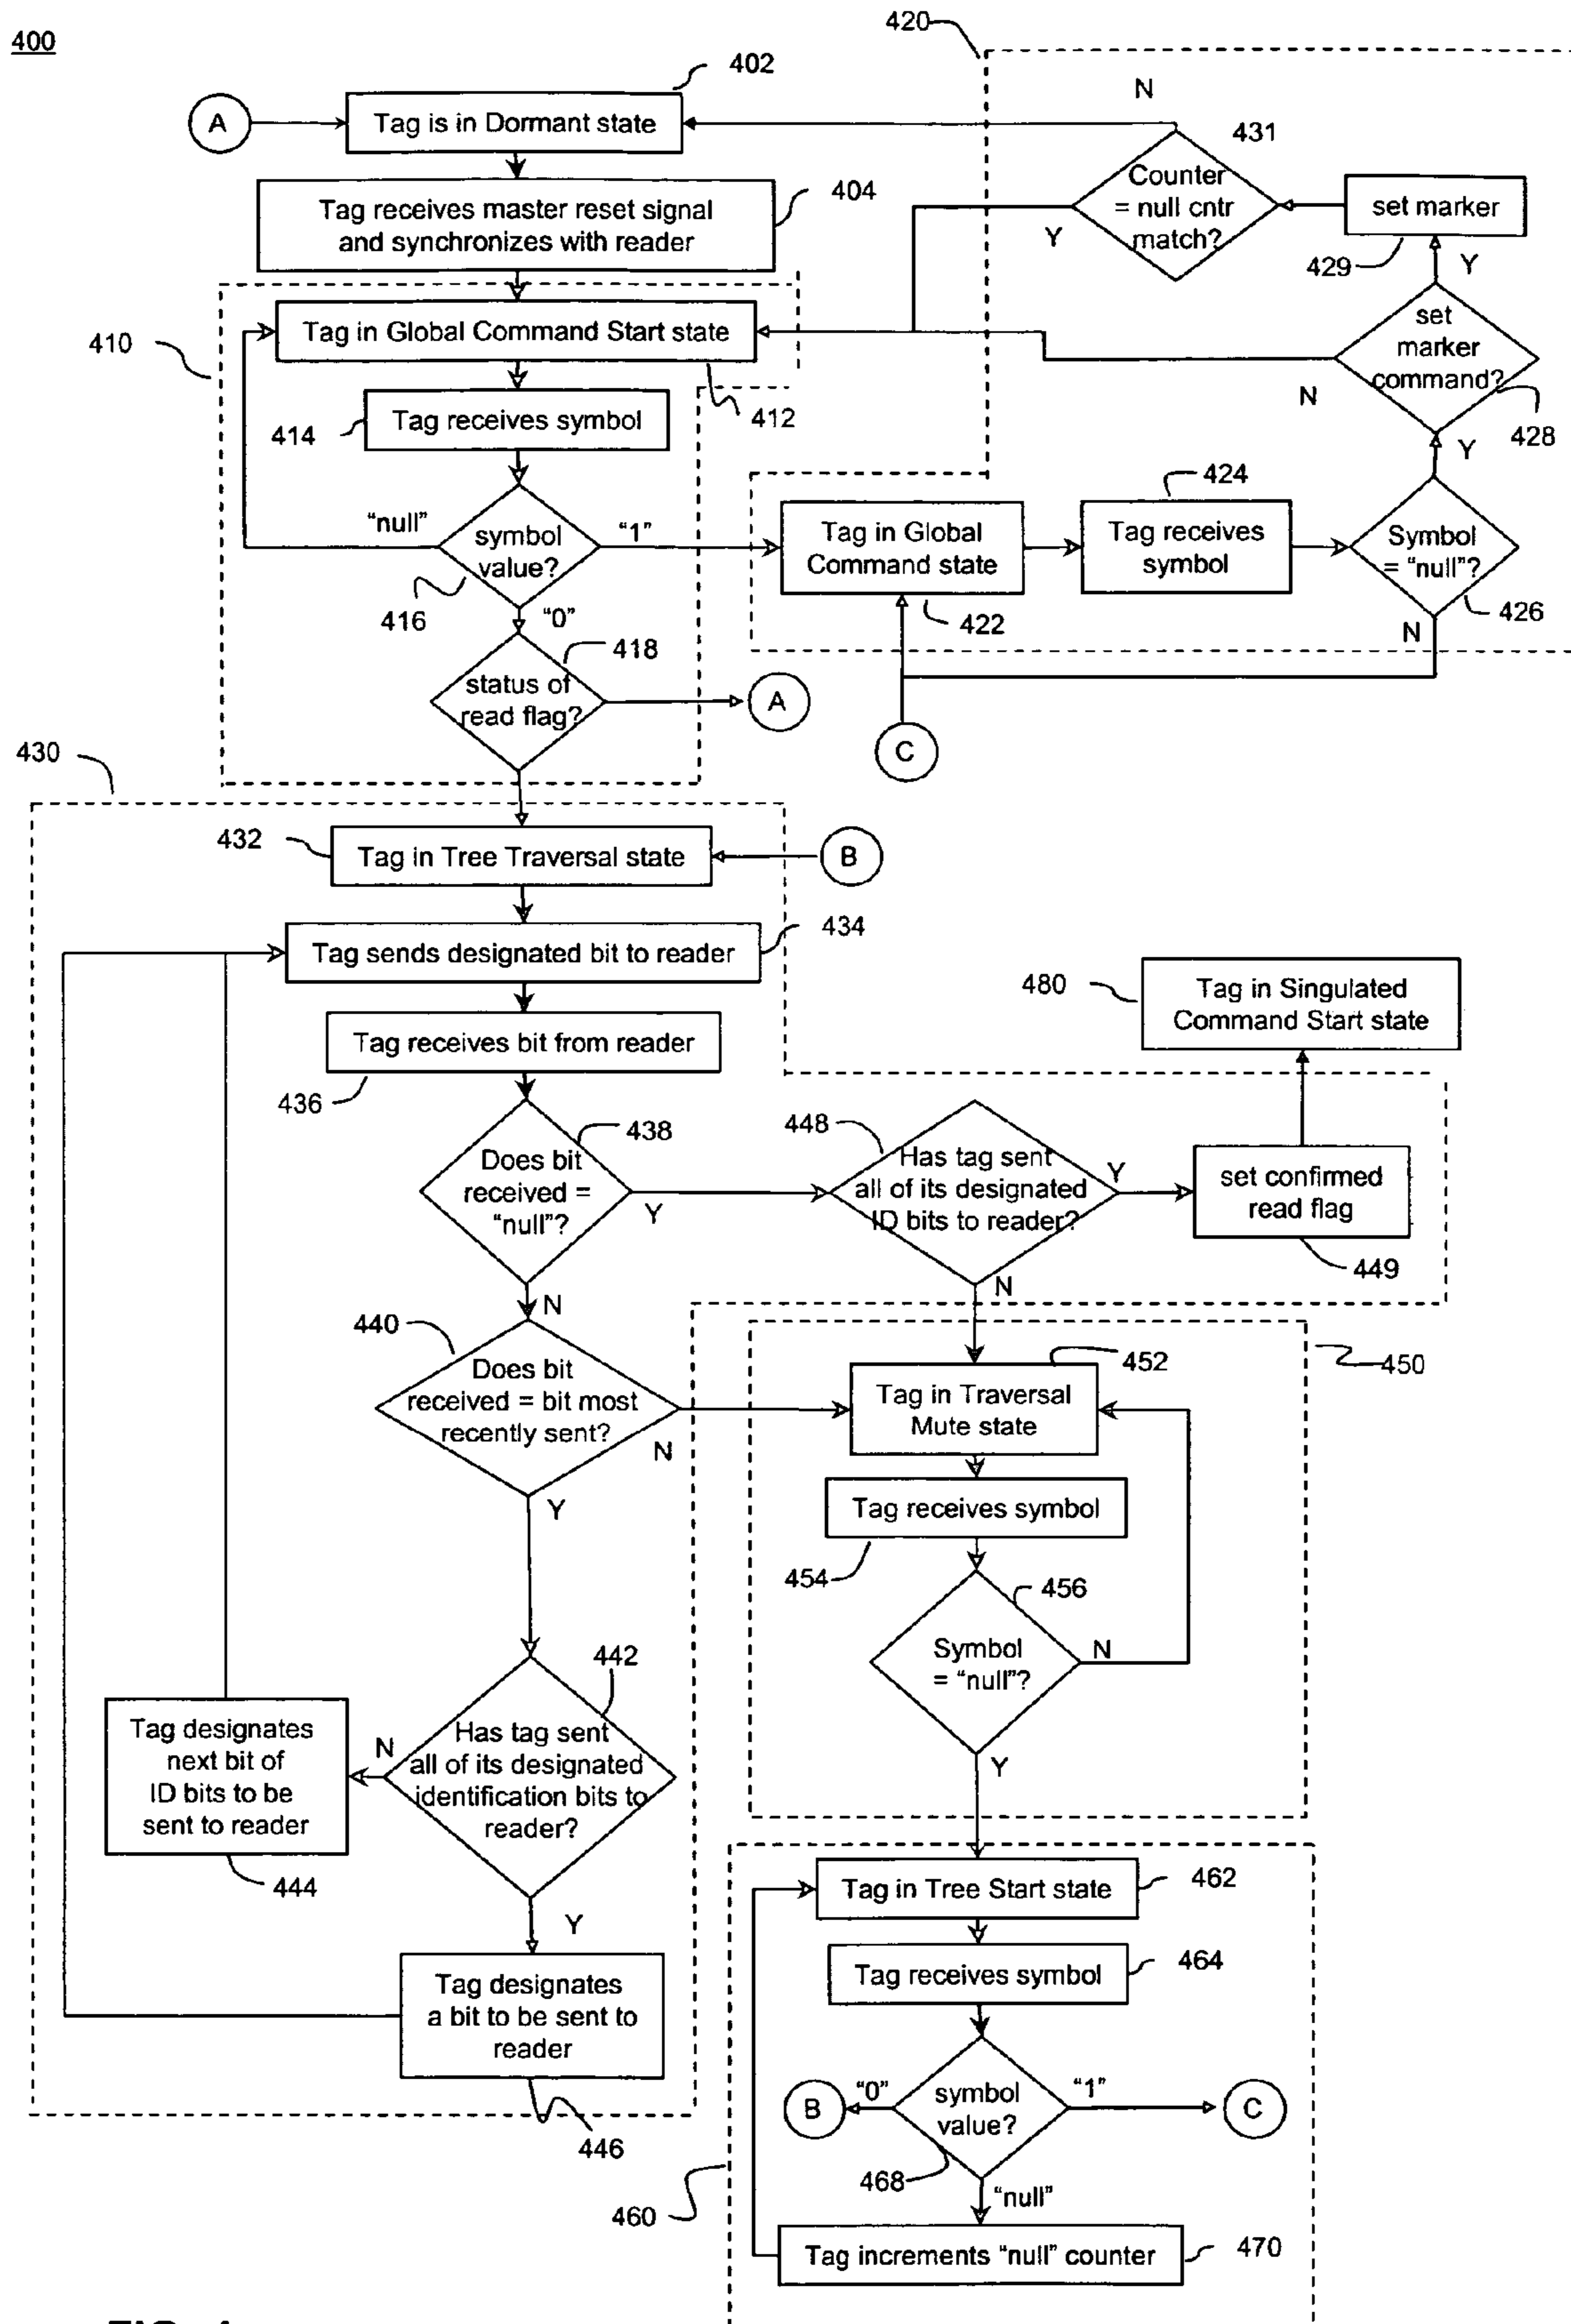 400
420
402
A
Tag is in Dormant state
N
431
Counter
= null cntr
match?
Y
set marker
429
Y
404
Tag receives master reset signal
and synchronizes with reader
410
Tag in Global Command Start state
412
set
marker
command?
N
428
Y
414
Tag receives symbol
"null"
symbol
value?
"1"
416
"0"
Tag in Global
Command state
422
424
Tag receives
symbol
Symbol
= "null"?
426
N
418
status of
read flag?
A
C
430
432
Tag in Tree Traversal state
B
434
Tag sends designated bit to reader
480
Tag in Singulated
Command Start state
Tag receives bit from reader
436
438
Does bit
received =
"null"?
Y
N
448
Has tag sent
all of its designated
ID bits to reader?
Y
N
set confirmed
read flag
449
440
Does bit
received = bit most
recently sent?
N
Y
450
452
Tag in Traversal
Mute state
Tag receives symbol
454
456
Symbol
= "null"?
N
Y
442
Has tag sent
all of its designated
identification bits to
reader?
N
Y
Tag designates
next bit of
ID bits to be
sent to reader
444
Tag designates
a bit to be sent to
reader
446
Tag in Tree Start state
462
Tag receives symbol
464
B
"0"
symbol
value?
"1"
C
468
"null"
460
Tag increments "null" counter
470